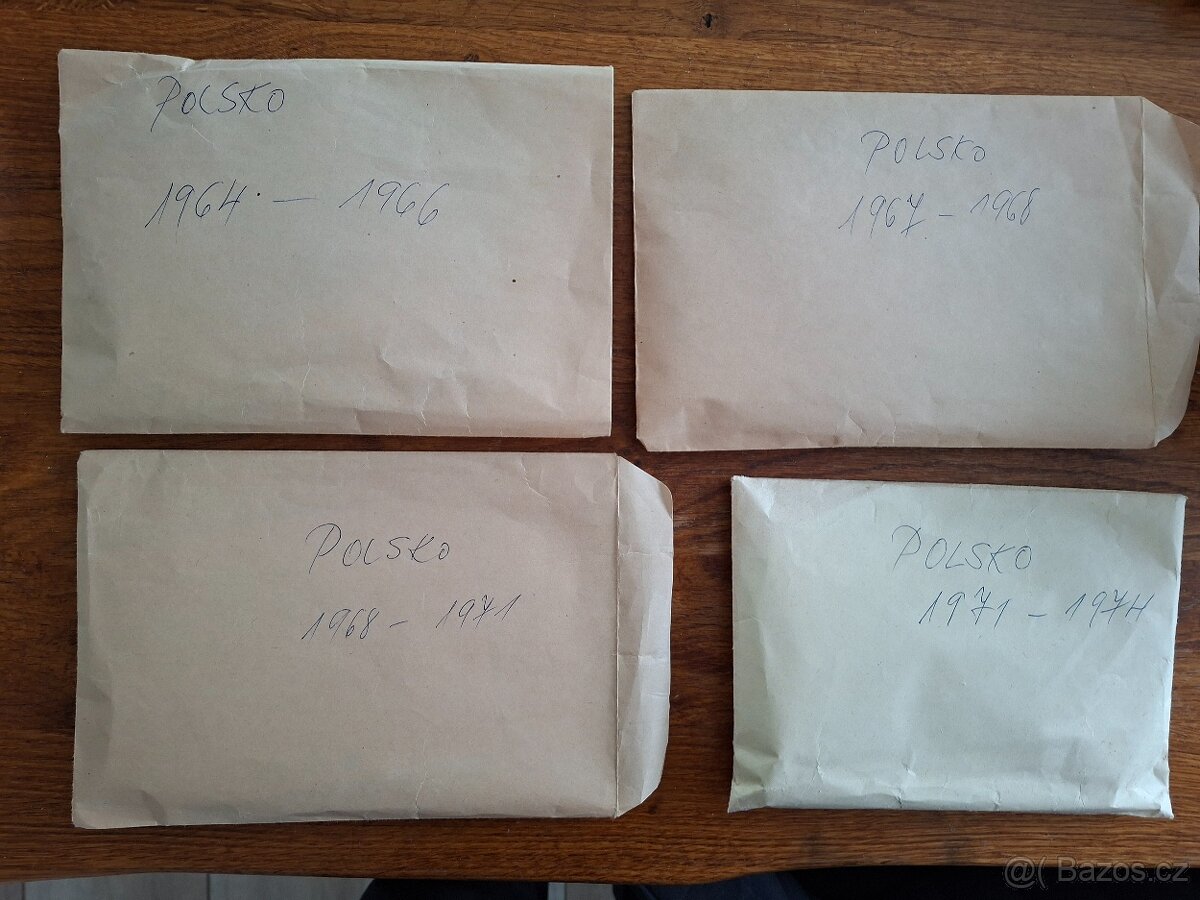 POLSKO
1964 - 1966
POLSKO
1967 - 1968
POLSKO
1968 - 1971
POLSKO
1971 - 1974
@( Bazos.cz